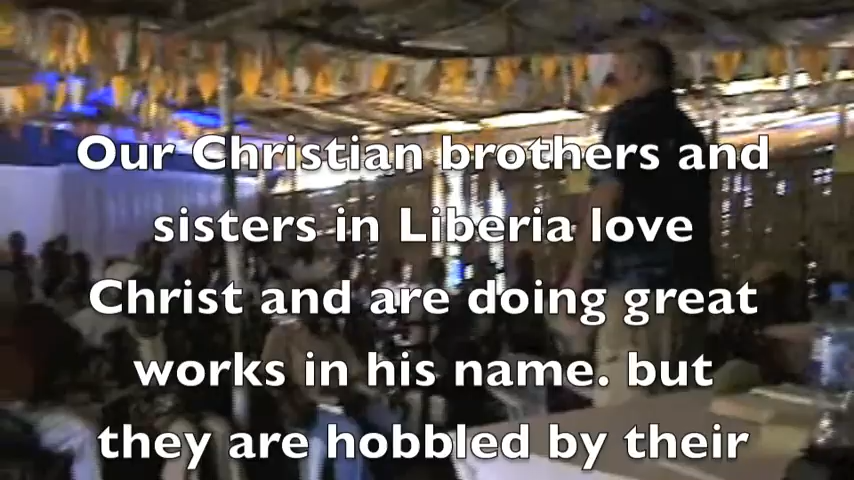 Our Christian brothers and
sisters in Liberia love
Christ and are doing great
works in his name. but
they are hobbled by their